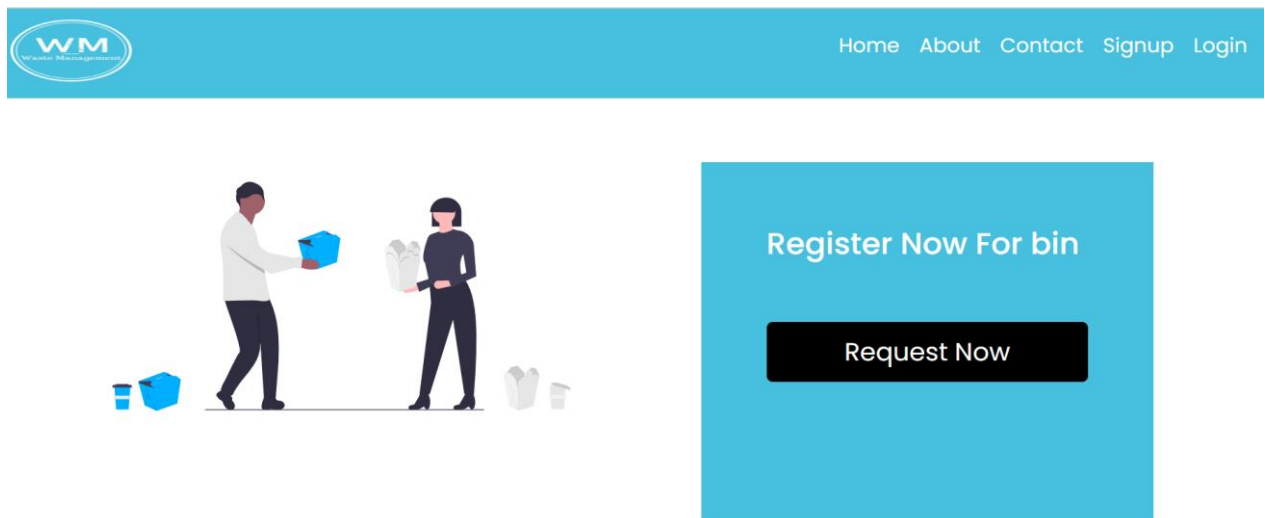 WM
Waste Management
Home About Contact Signup Login
Register Now For bin
Request Now